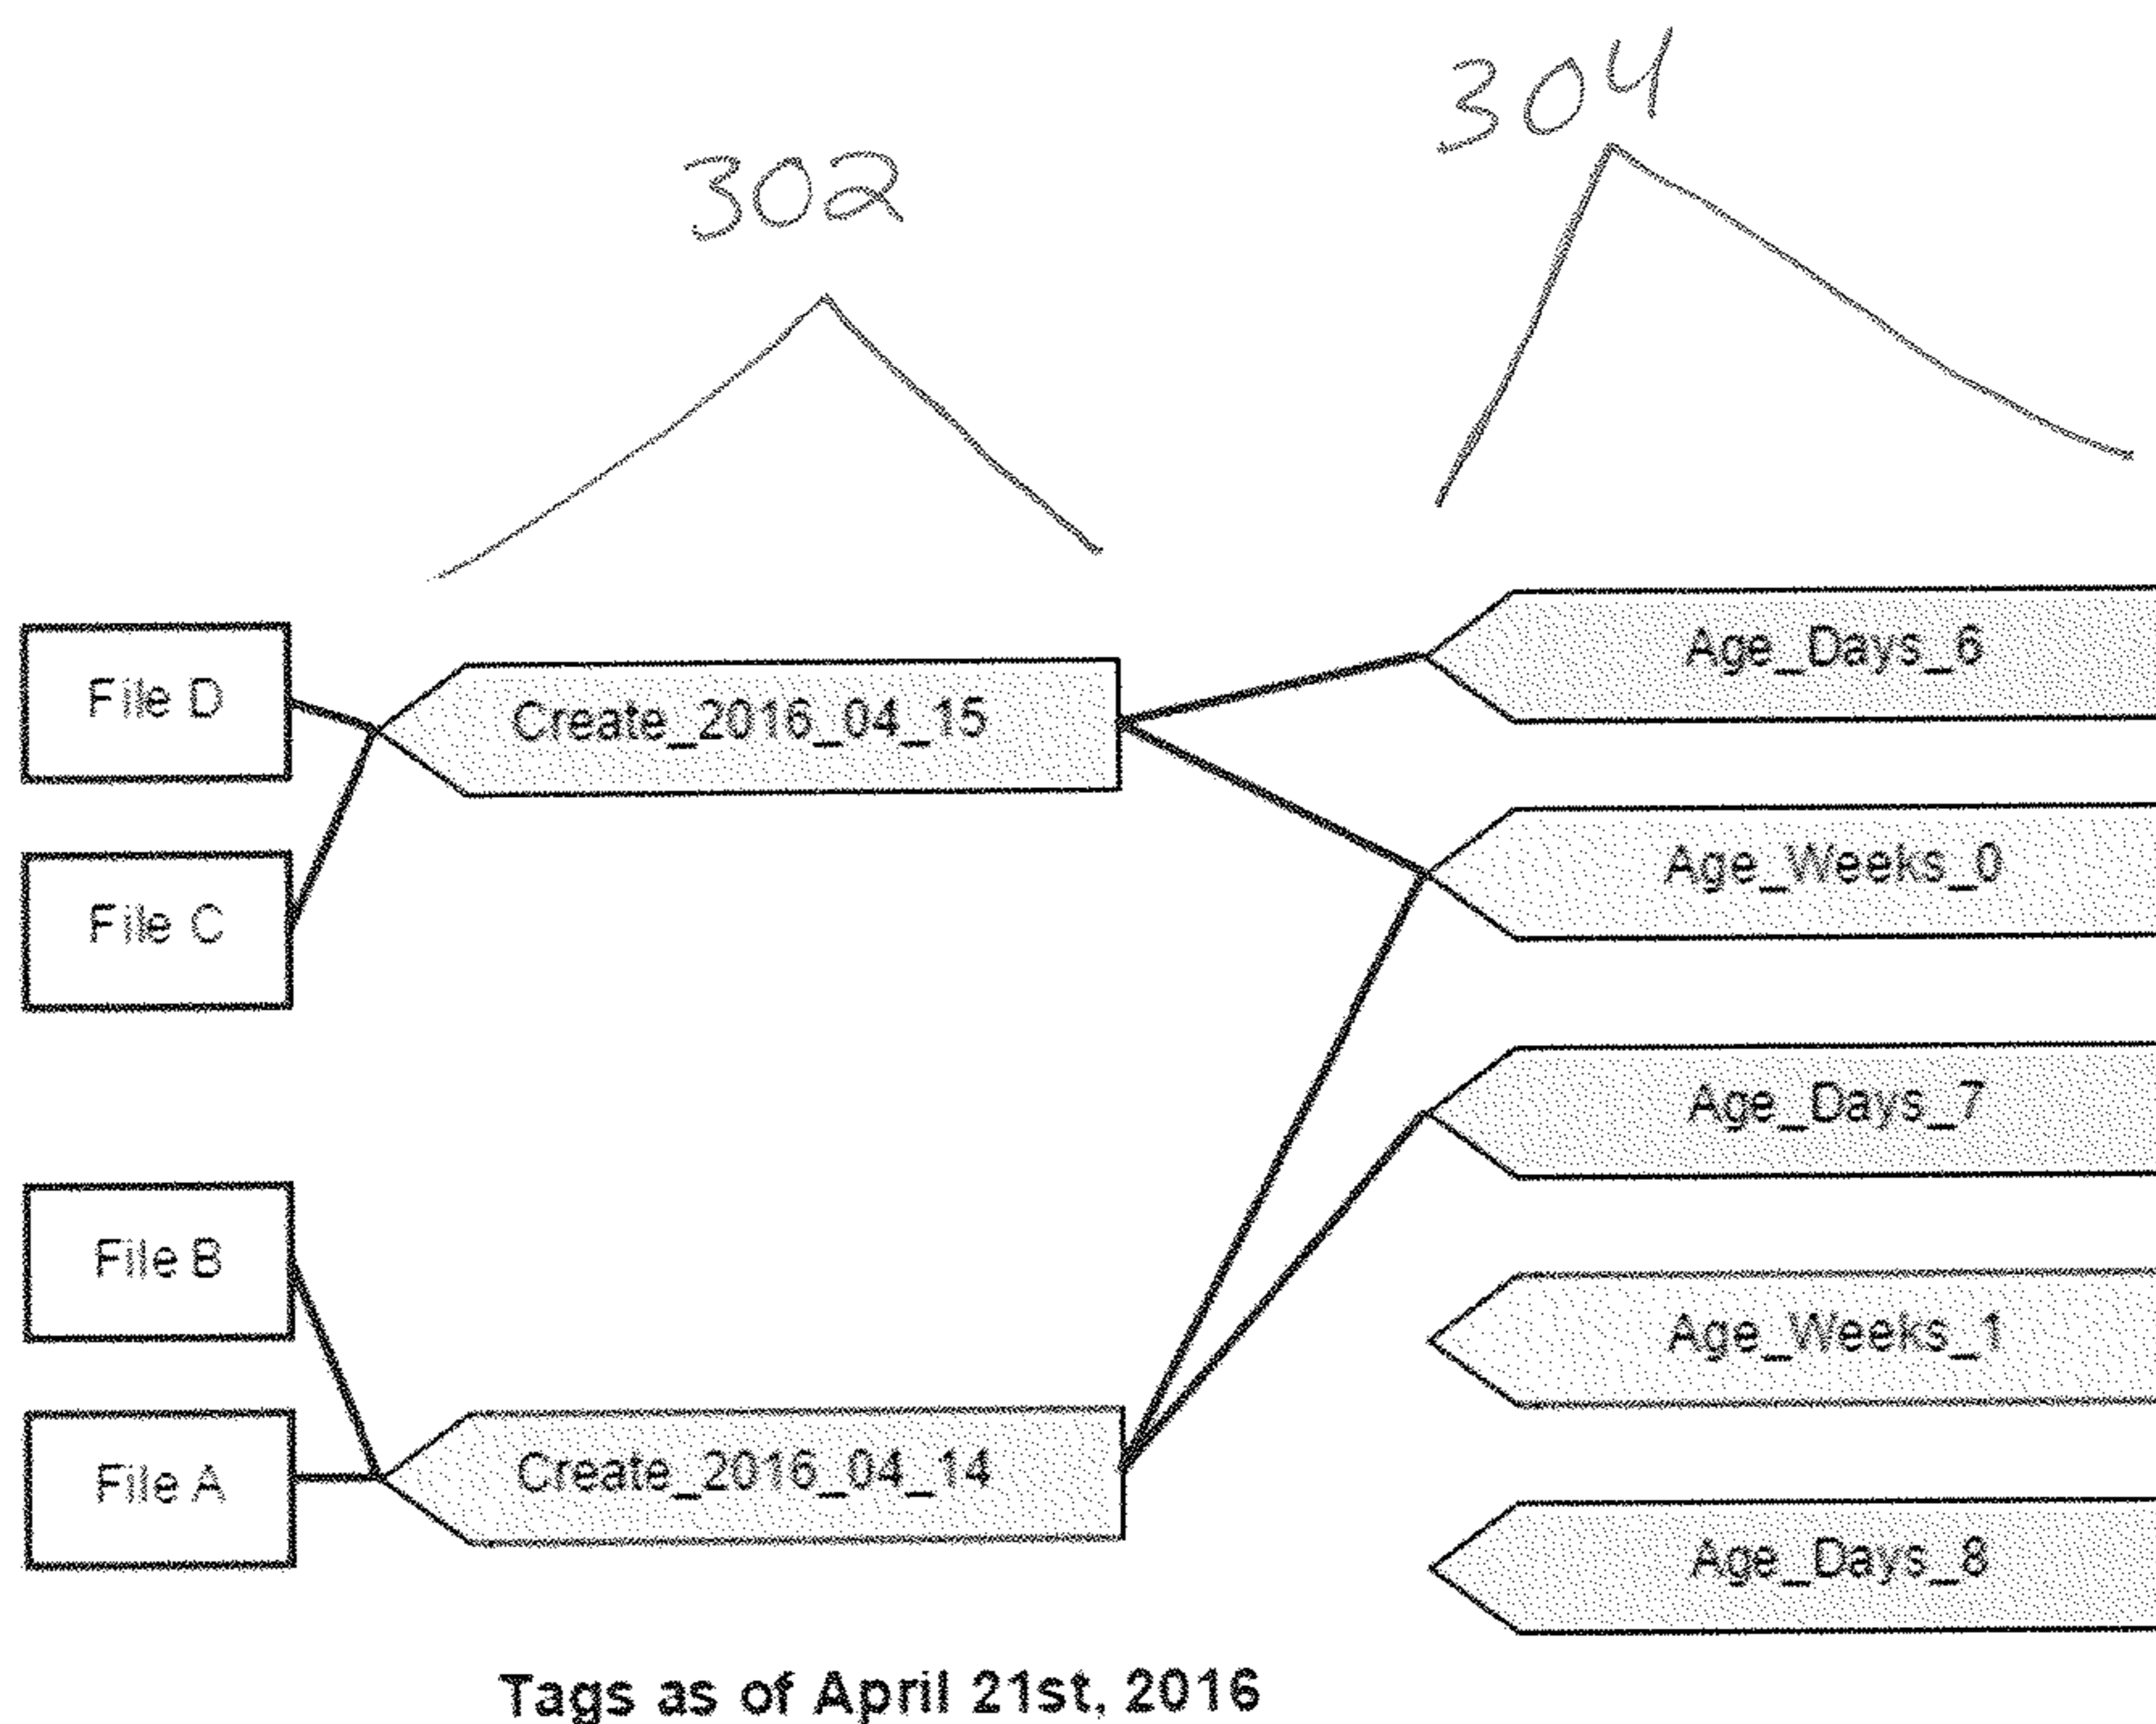 302
304
File D
Create_2016_04_15
Age_Days_6
File C
Age_Weeks_0
Age_Days_7
File B
Age_Weeks_1
File A
Create_2016_04_14
Age_Days_8
Tags as of April 21st, 2016